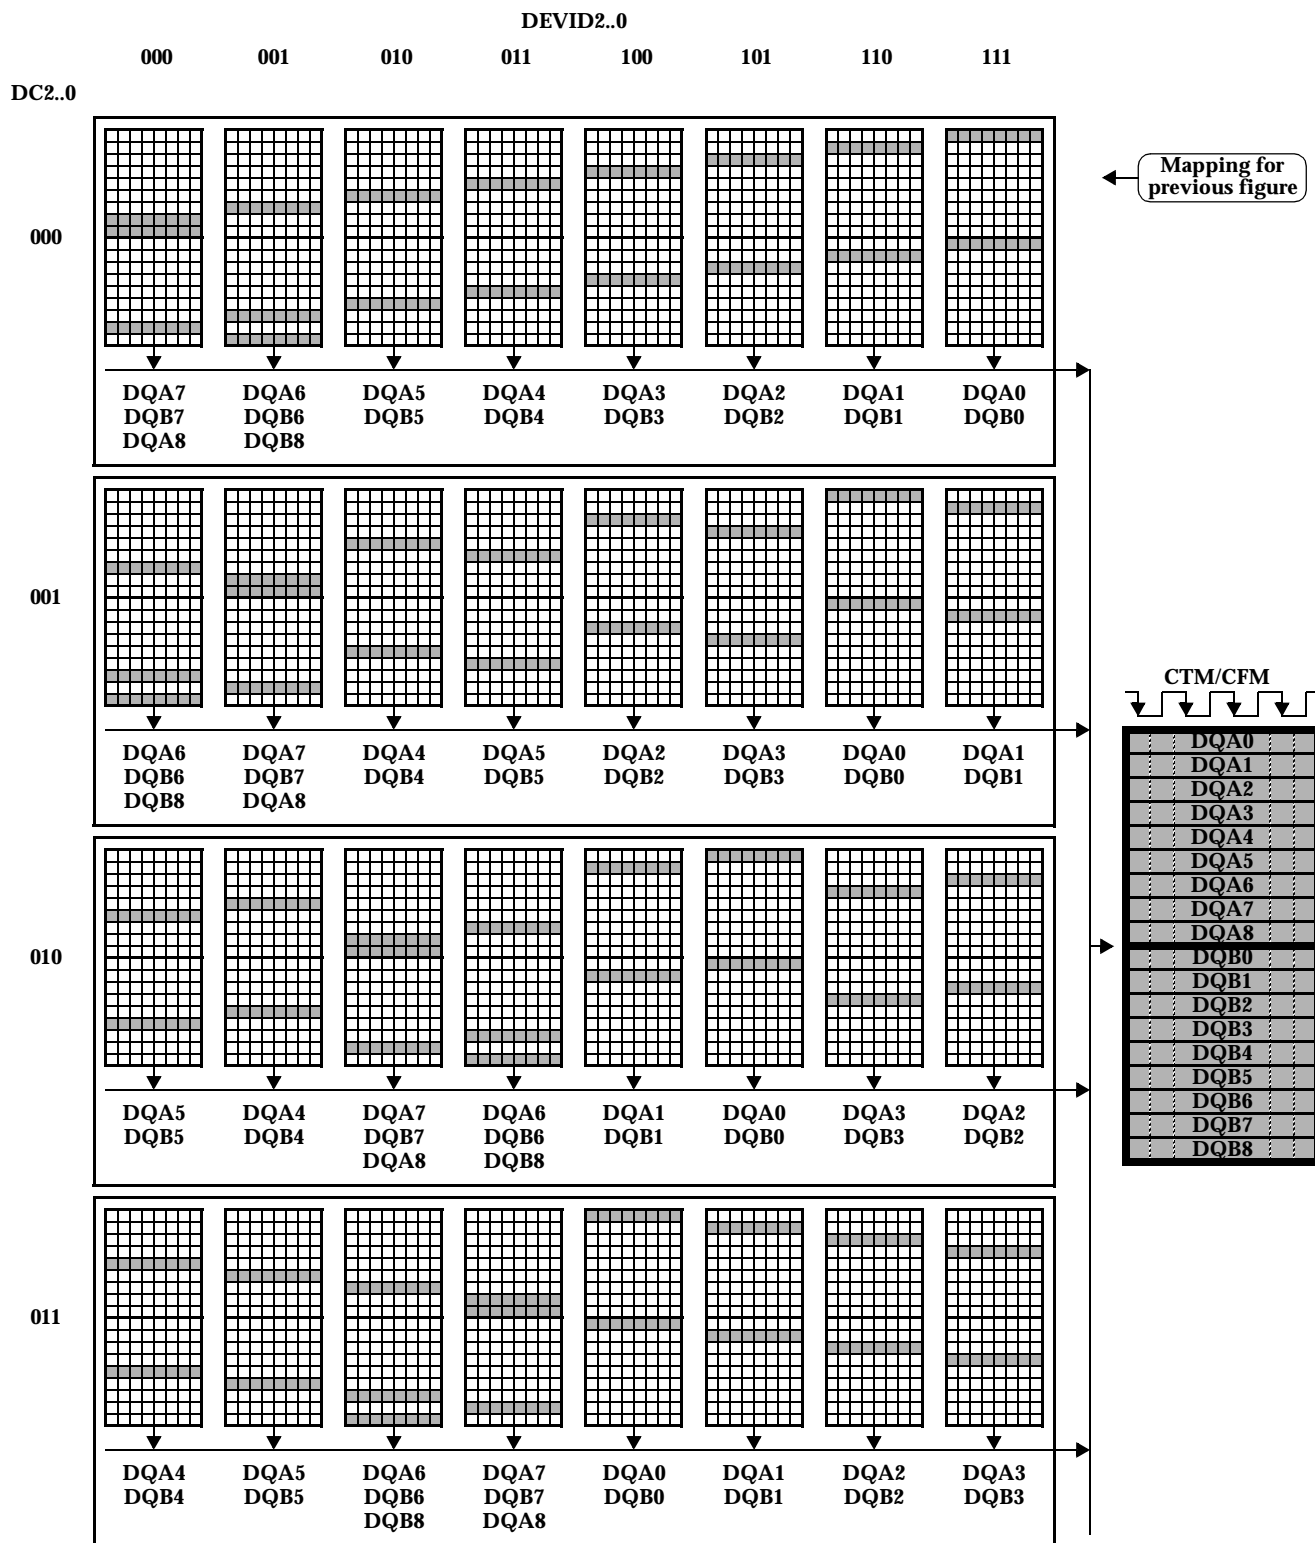 DEVID2..0
000 001 010 011 100 101 110 111
DC2..0
Mapping for
previous figure
000
DQA7 DQA6 DQA5 DQA4 DQA3 DQA2 DQA1 DQA0
DQB7 DQB6 DQB5 DQB4 DQB3 DQB2 DQB1 DQB0
DQA8 DQB8
001
DQA6 DQA7 DQA4 DQA5 DQA2 DQA3 DQA0 DQA1
DQB6 DQB7 DQB4 DQB5 DQB2 DQB3 DQB0 DQB1
DQB8 DQA8
010
DQA5 DQA4 DQA7 DQA6 DQA1 DQA0 DQA3 DQA2
DQB5 DQB4 DQB7 DQB6 DQB1 DQB0 DQB3 DQB2
DQA8 DQB8
011
DQA4 DQA5 DQA6 DQA7 DQA0 DQA1 DQA2 DQA3
DQB4 DQB5 DQB6 DQB7 DQB0 DQB1 DQB2 DQB3
DQB8 DQA8
CTM/CFM
DQA0
DQA1
DQA2
DQA3
DQA4
DQA5
DQA6
DQA7
DQA8
DQB0
DQB1
DQB2
DQB3
DQB4
DQB5
DQB6
DQB7
DQB8